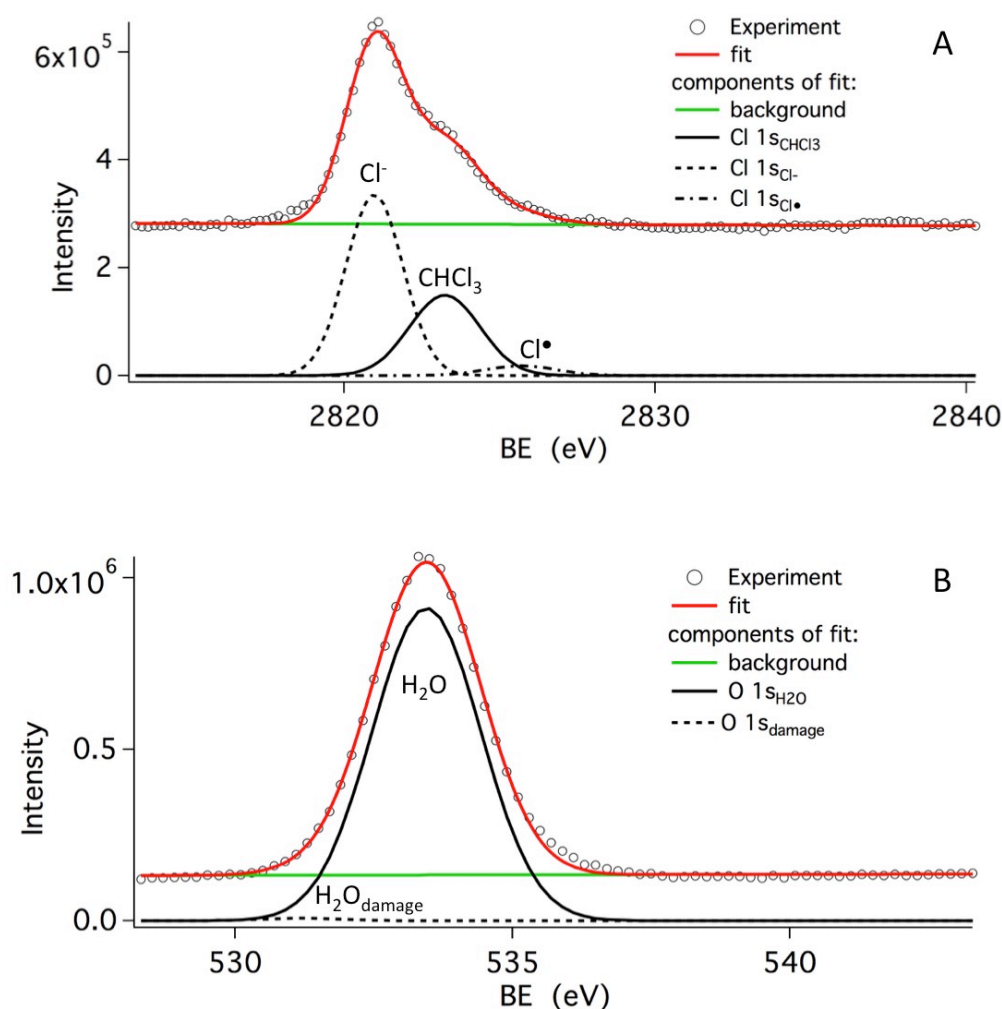 A
6x10⁵
4
2
0
Intensity
2820
2830
2840
BE (eV)
Experiment
fit
components of fit:
background
Cl 1s_CHCl3
Cl 1s_Cl-
Cl 1s_Cl•
Cl⁻
CHCl₃
Cl•
B
1.0x10⁶
0.5
0.0
Intensity
530
535
540
BE (eV)
Experiment
fit
components of fit:
background
O 1s_H2O
O 1s_damage
H₂O
H₂O_damage